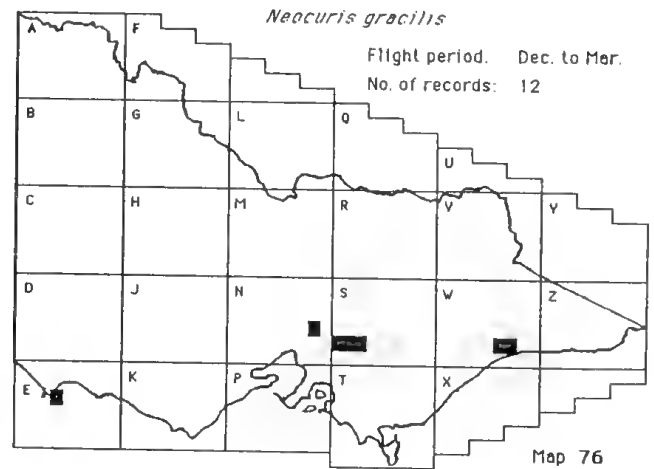 Neocuris gracilis
Flight period. Dec. to Mar.
No. of records: 12
A
F
B
G
L
Q
U
C
H
M
R
V
Y
D
J
N
S
W
Z
E
K
P
T
X
Map 76